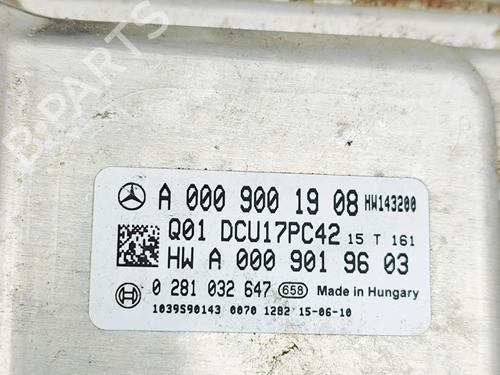 B-PARTS
A 000 900 19 08 HW143200
Q01 DCU17PC42 15 T 161
HW A 000 901 96 03
0 281 032 647 658 Made in Hungary
1039S90143 0070 1282 15-06-10